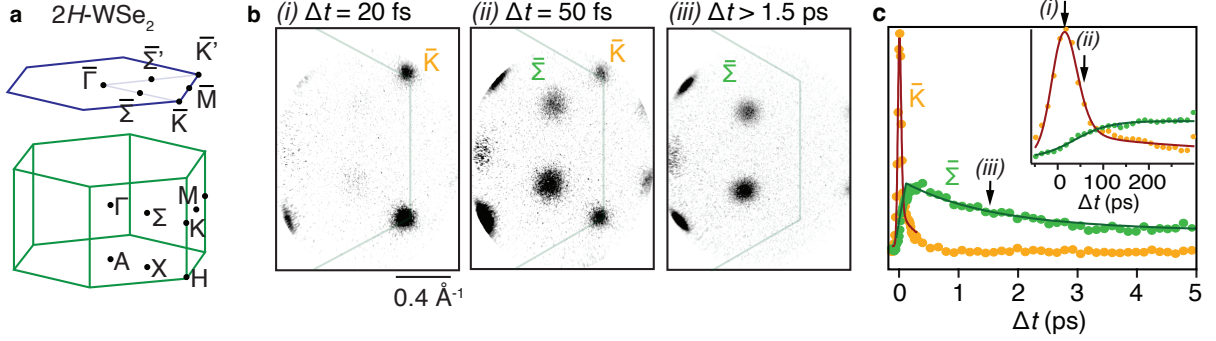 a
2H-WSe₂
Γ̄
Σ̄'
K̄'
Σ̄
K̄
M̄
Γ
Σ
M
K
A
X
H
b
(i) Δt = 20 fs
(ii) Δt = 50 fs
(iii) Δt > 1.5 ps
K̄
Σ̄
Σ̄
0.4 Å⁻¹
c
(i)
(ii)
K̄
0 100 200
Δt (ps)
(iii)
Σ̄
0 1 2 3 4 5
Δt (ps)